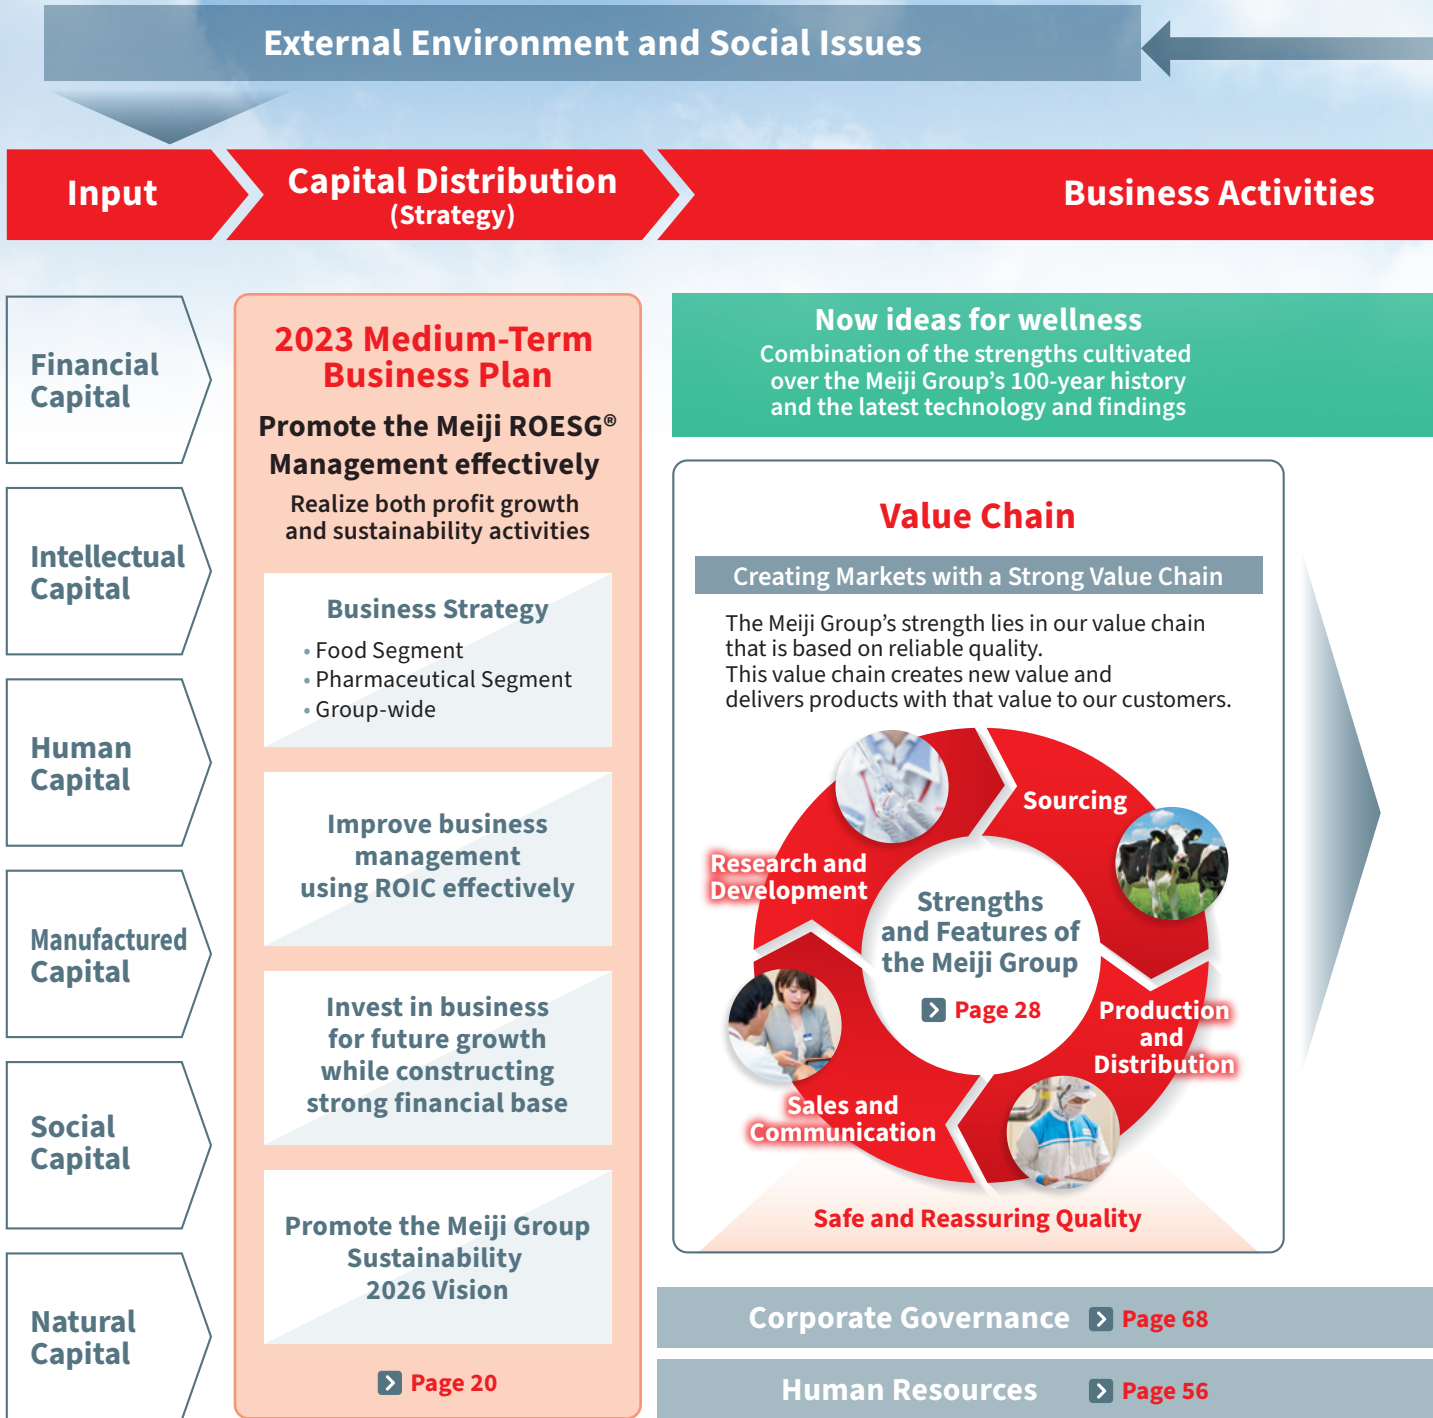 External Environment and Social Issues
Input
Capital Distribution
(Strategy)
Business Activities
Financial
Capital
Intellectual
Capital
Human
Capital
Manufactured
Capital
Social
Capital
Natural
Capital
2023 Medium-Term
Business Plan
Promote the Meiji ROESG®
Management effectively
Realize both profit growth
and sustainability activities
Business Strategy
• Food Segment
• Pharmaceutical Segment
• Group-wide
Improve business
management
using ROIC effectively
Invest in business
for future growth
while constructing
strong financial base
Promote the Meiji Group
Sustainability
2026 Vision
Page 20
Now ideas for wellness
Combination of the strengths cultivated
over the Meiji Group's 100-year history
and the latest technology and findings
Value Chain
Creating Markets with a Strong Value Chain
The Meiji Group's strength lies in our value chain
that is based on reliable quality.
This value chain creates new value and
delivers products with that value to our customers.
Sourcing
Research and
Development
Strengths
and Features of
the Meiji Group
Page 28
Production
and
Distribution
Sales and
Communication
Safe and Reassuring Quality
Corporate Governance Page 68
Human Resources Page 56